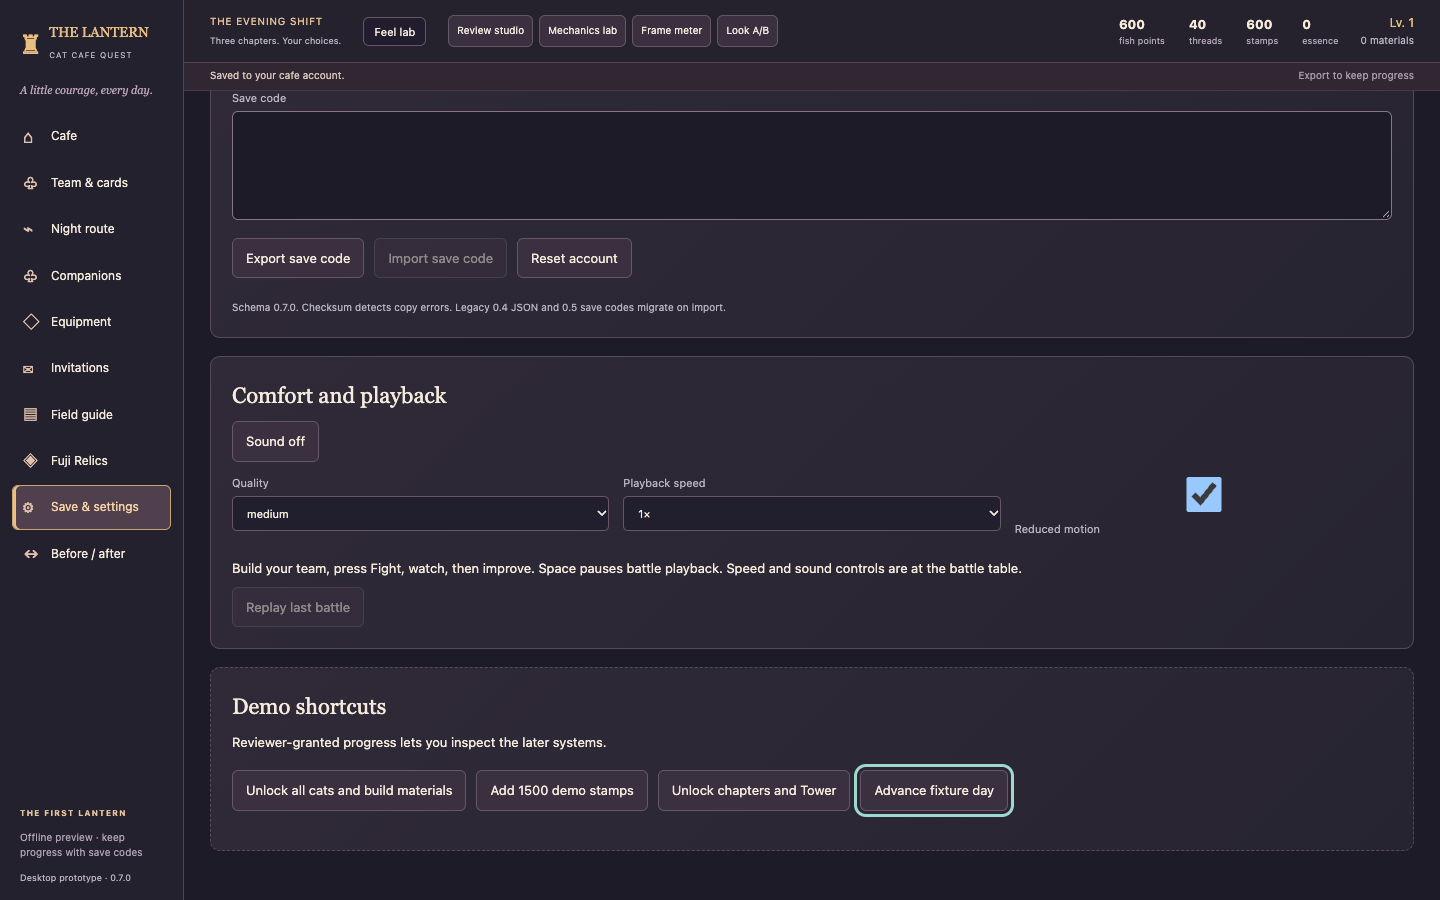 THE LANTERN
CAT CAFE QUEST
A little courage, every day.
Cafe
Team & cards
Night route
Companions
Equipment
Invitations
Field guide
Fuji Relics
Save & settings
Before / after
THE FIRST LANTERN
Offline preview · keep
progress with save codes
Desktop prototype · 0.7.0
THE EVENING SHIFT
Three chapters. Your choices.
Feel lab
Review studio
Mechanics lab
Frame meter
Look A/B
600
fish points
40
threads
600
stamps
0
essence
Lv. 1
0 materials
Saved to your cafe account.
Export to keep progress
Save code
Export save code
Import save code
Reset account
Schema 0.7.0. Checksum detects copy errors. Legacy 0.4 JSON and 0.5 save codes migrate on import.
Comfort and playback
Sound off
Quality
medium
Playback speed
1×
Reduced motion
Build your team, press Fight, watch, then improve. Space pauses battle playback. Speed and sound controls are at the battle table.
Replay last battle
Demo shortcuts
Reviewer-granted progress lets you inspect the later systems.
Unlock all cats and build materials
Add 1500 demo stamps
Unlock chapters and Tower
Advance fixture day